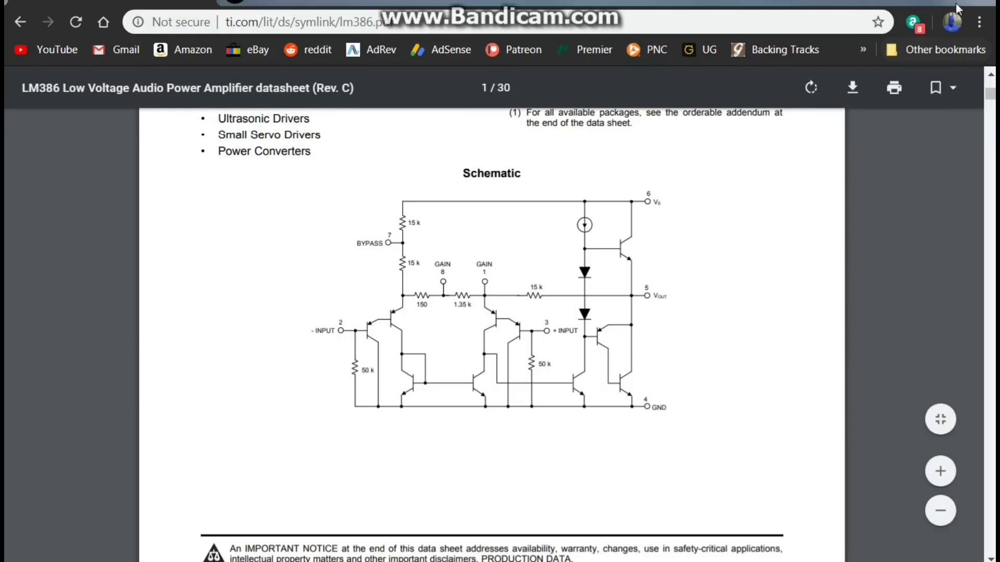 www.Bandicam.com
Not secure | ti.com/lit/ds/symlink/lm386.p
YouTube Gmail Amazon eBay reddit AdRev AdSense Patreon Premier PNC UG Backing Tracks » Other bookmarks
8
LM386 Low Voltage Audio Power Amplifier datasheet (Rev. C) 1 / 30
• Ultrasonic Drivers
• Small Servo Drivers
• Power Converters
(1) For all available packages, see the orderable addendum at
the end of the data sheet.
Schematic
6
VS
15 k
7
BYPASS
15 k
GAIN
8
GAIN
1
15 k
5
VOUT
150
1.35 k
2
- INPUT
3
+ INPUT
50 k
50 k
4
GND
An IMPORTANT NOTICE at the end of this data sheet addresses availability, warranty, changes, use in safety-critical applications,
intellectual property matters and other important disclaimers. PRODUCTION DATA.